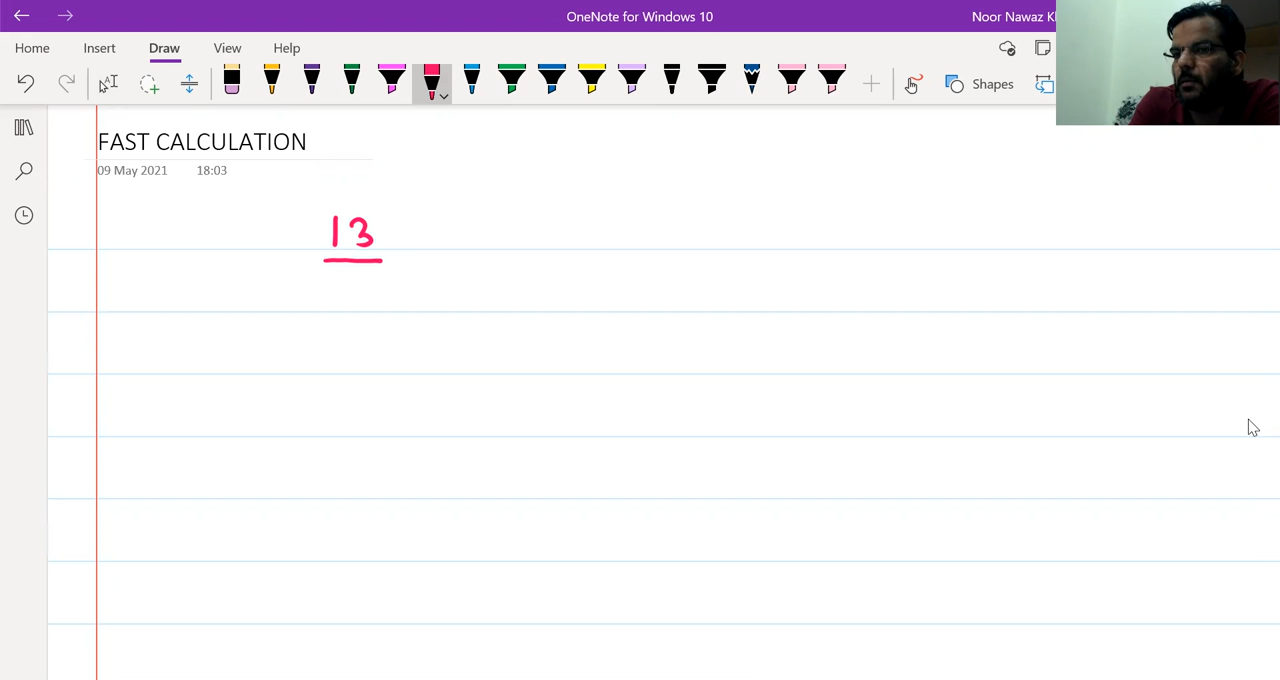 OneNote for Windows 10
Noor Nawaz Kh
Home Insert Draw View Help
Shapes
FAST CALCULATION
09 May 2021 18:03
13